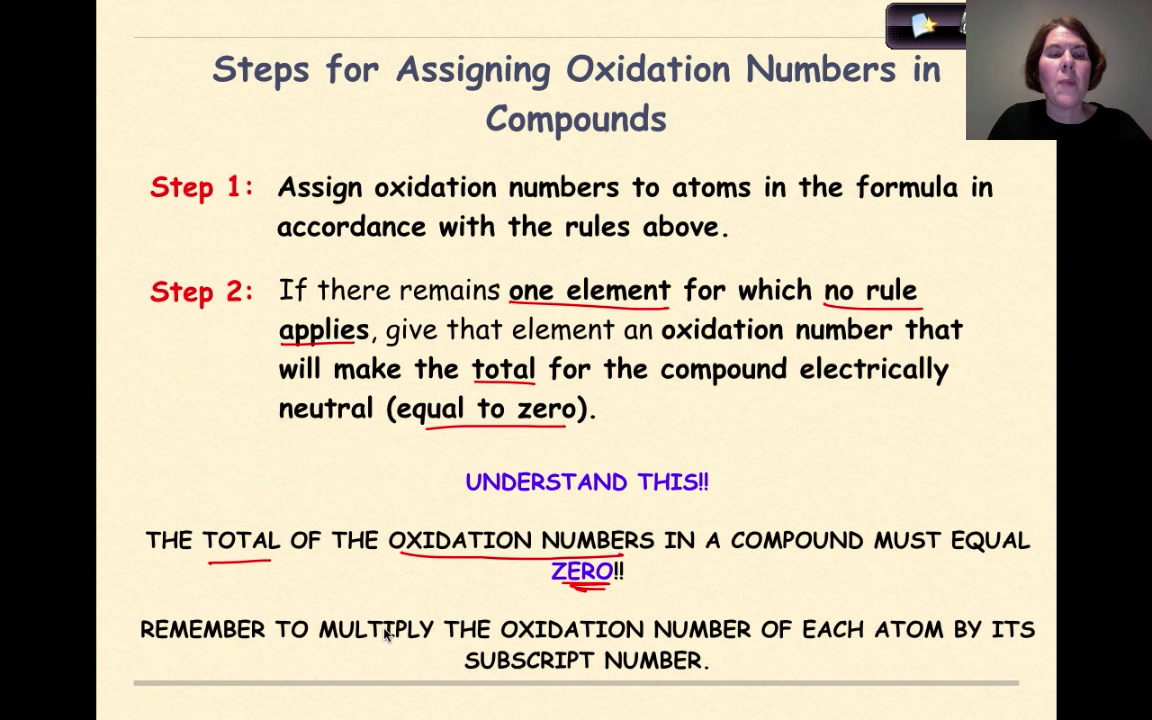 Steps for Assigning Oxidation Numbers in
Compounds
Step 1: Assign oxidation numbers to atoms in the formula in
accordance with the rules above.
Step 2: If there remains one element for which no rule
applies, give that element an oxidation number that
will make the total for the compound electrically
neutral (equal to zero).
UNDERSTAND THIS!!
THE TOTAL OF THE OXIDATION NUMBERS IN A COMPOUND MUST EQUAL
ZERO!!
REMEMBER TO MULTIPLY THE OXIDATION NUMBER OF EACH ATOM BY ITS
SUBSCRIPT NUMBER.